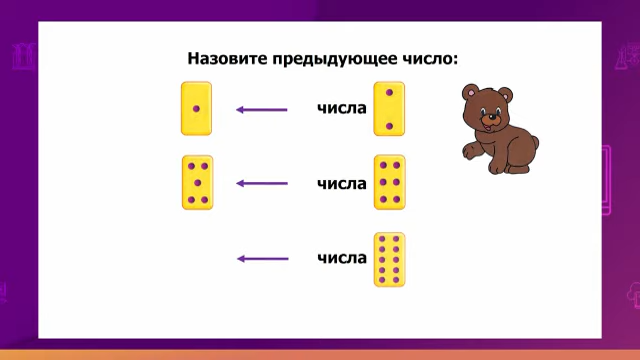 Назовите предыдущее число:
числа
числа
числа